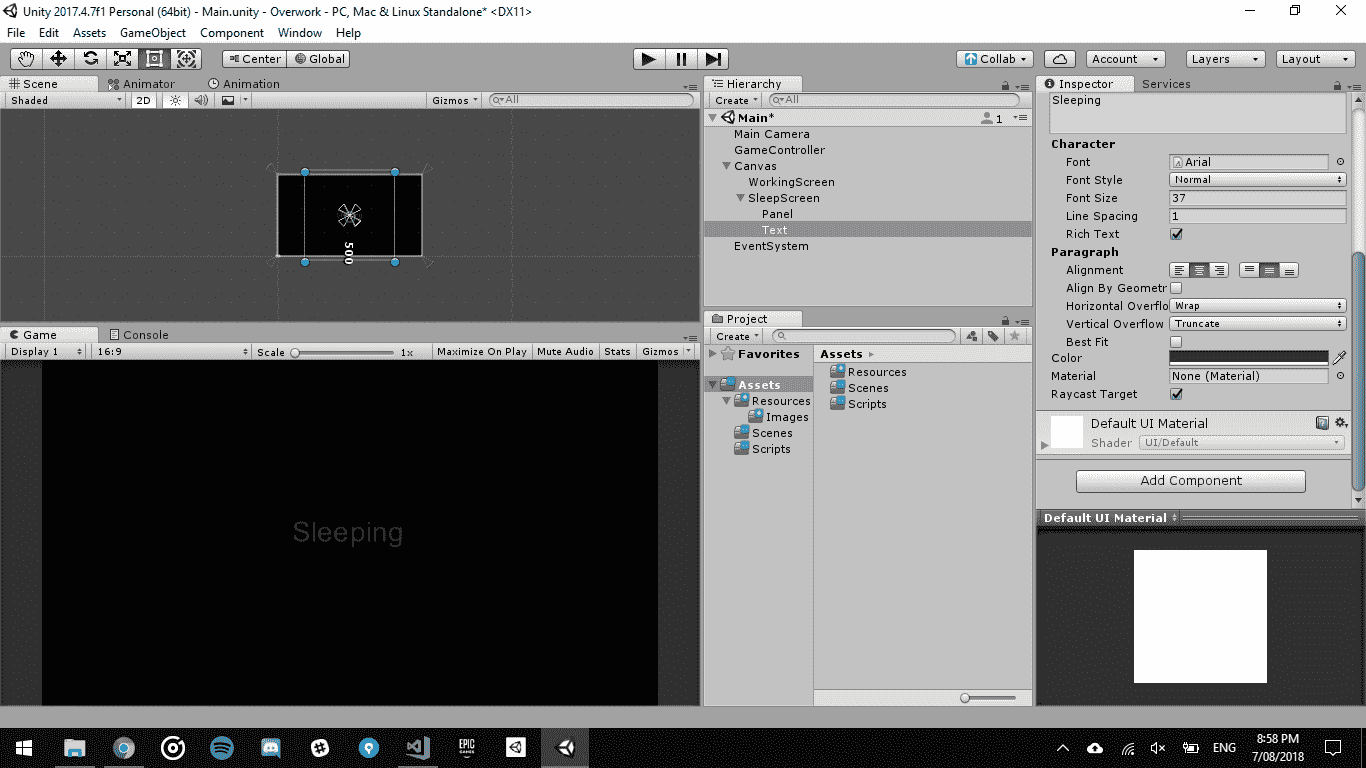 Unity 2017.4.7f1 Personal (64bit) - Main.unity - Overwork - PC, Mac & Linux Standalone* <DX11>
File Edit Assets GameObject Component Window Help
Center Global Collab Account Layers Layout
Scene Animator Animation
Shaded 2D Gizmos All
500
Game Console
Display 1 16:9 Scale 1x Maximize On Play Mute Audio Stats Gizmos
Sleeping
Hierarchy
Create All
Main* 1
Main Camera
GameController
Canvas
WorkingScreen
SleepScreen
Panel
Text
EventSystem
Project
Create
Favorites
Assets
Resources
Images
Scenes
Scripts
Assets
Resources
Scenes
Scripts
Inspector Services
Sleeping
Character
Font Arial
Font Style Normal
Font Size 37
Line Spacing 1
Rich Text
Paragraph
Alignment
Align By Geometr
Horizontal Overflo Wrap
Vertical Overflow Truncate
Best Fit
Color
Material None (Material)
Raycast Target
Default UI Material
Shader UI/Default
Add Component
Default UI Material
EPIC GAMES
ENG
8:58 PM
7/08/2018